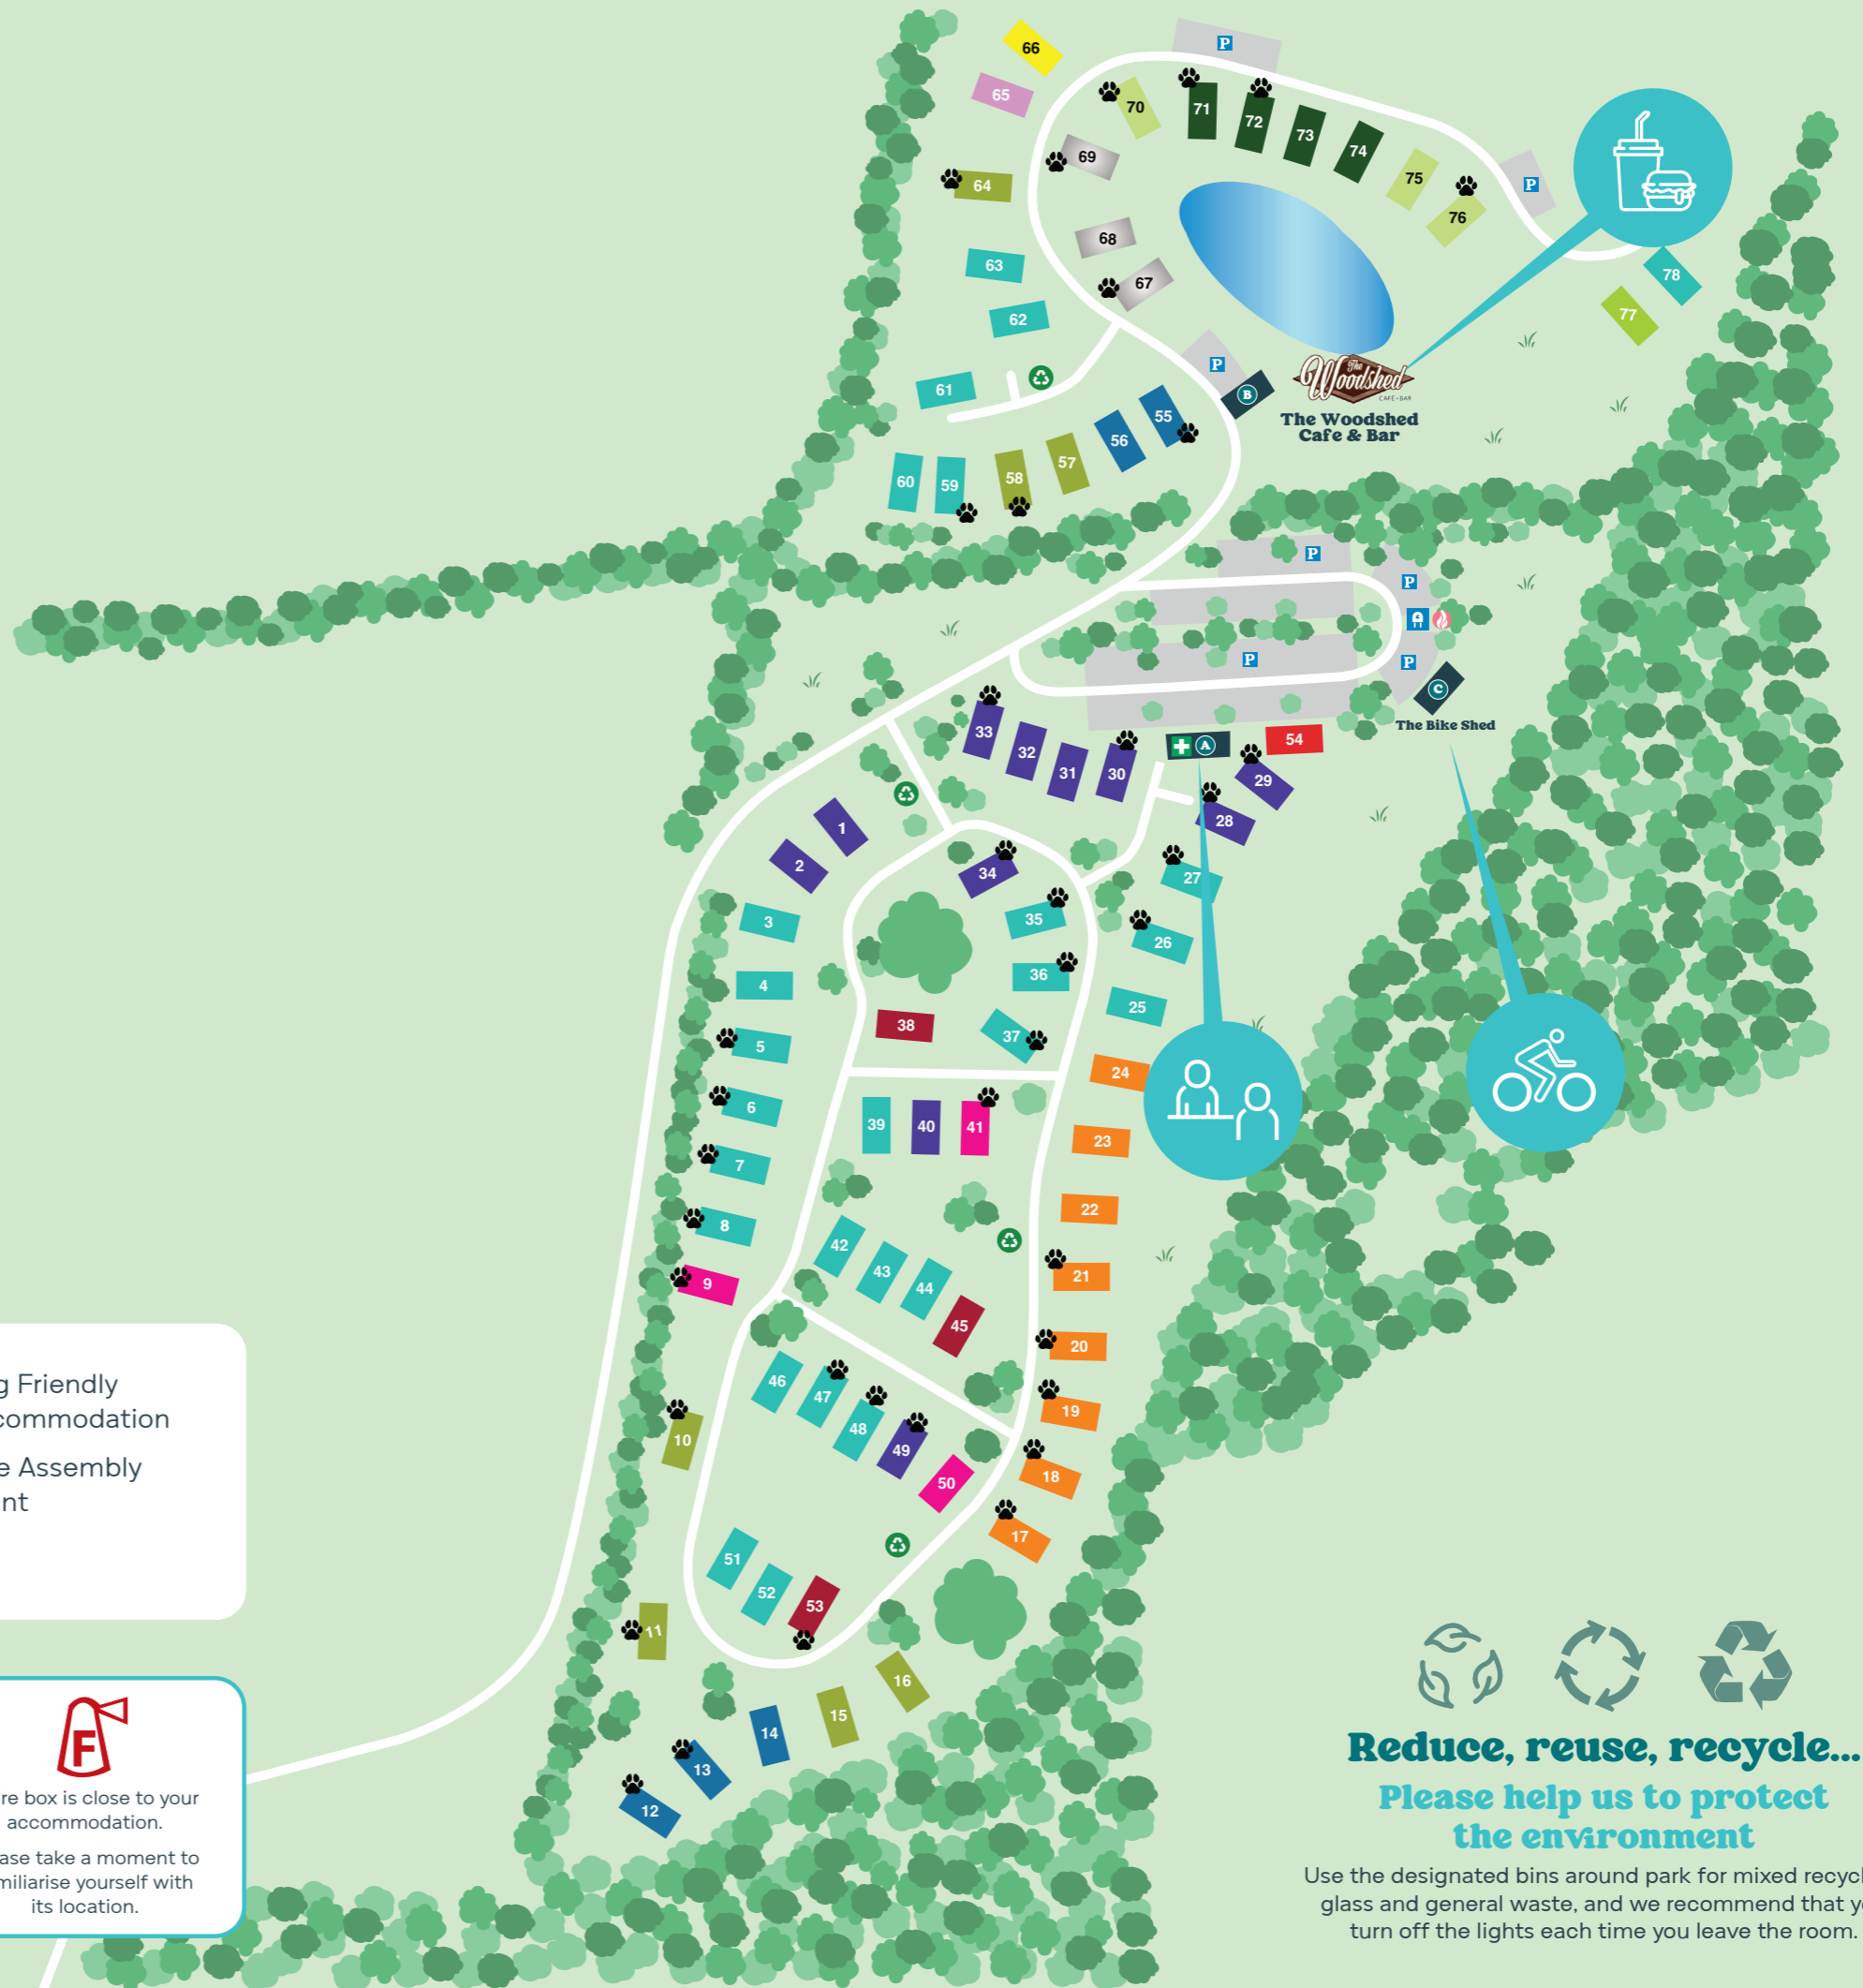 66
P
65
70
71
72
73
74
69
64
75
76
P
68
63
67
78
77
62
P
61
B
The Woodshed
CAFÉ-BAR
The Woodshed
Cafe & Bar
55
56
57
58
59
60
P
P
P
P
C
The Bike Shed
33
32
31
30
A
54
29
28
1
2
34
27
3
35
26
4
36
25
5
38
37
24
6
39
40
41
23
7
22
8
42
43
44
21
9
45
20
46
47
48
49
50
19
10
18
17
51
52
53
11
16
15
14
13
12
g Friendly
commodation
e Assembly
nt
F
re box is close to your
accommodation.
ase take a moment to
miliarise yourself with
its location.
Reduce, reuse, recycle...
Please help us to protect
the environment
Use the designated bins around park for mixed recycl
glass and general waste, and we recommend that y
turn off the lights each time you leave the room.